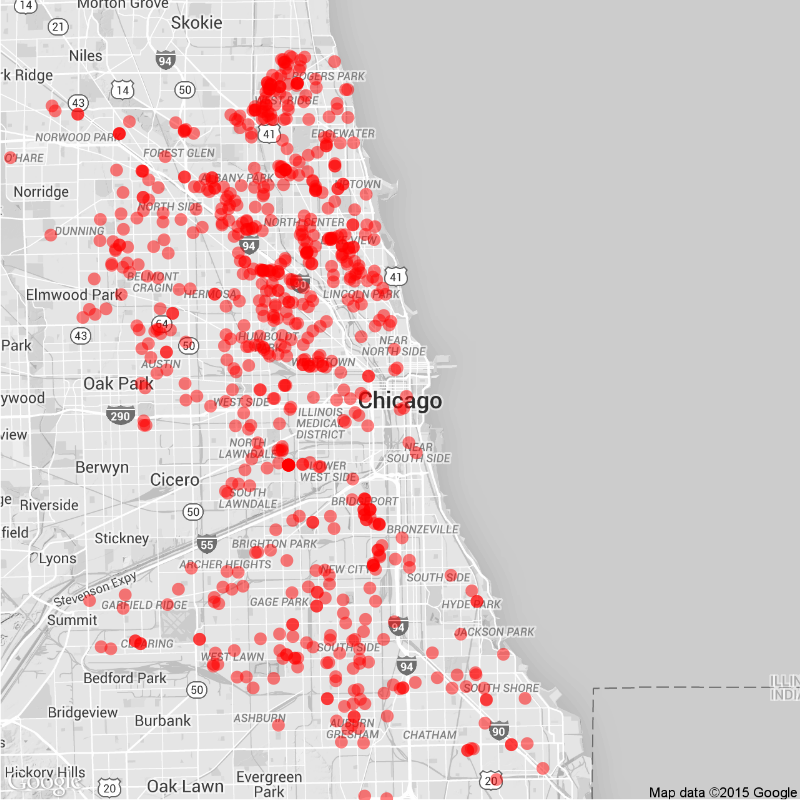 Morton Grove
14
Skokie
21
Niles
94
rk Ridge
ROGERS PARK
14
50
43
WEST RIDGE
41
EDGEWATER
NORWOOD PARK
FOREST GLEN
O'HARE
ALBANY PARK
UPTOWN
Norridge
NORTH SIDE
NORTH CENTER
DUNNING
94
BELMONT
CRAGIN
41
Elmwood Park
HERMOSA
LINCOLN PARK
64
43
50
HUMBOLDT
NEAR
NORTH SIDE
Park
AUSTIN
WEST TOWN
Oak Park
ywood
WEST SIDE
Chicago
290
ILLINOIS
MEDICAL
DISTRICT
view
NORTH
LAWNDALE
NEAR
SOUTH SIDE
Berwyn
LOWER
WEST SIDE
Cicero
SOUTH
LAWNDALE
Riverside
50
BRIDGEPORT
field
Stickney
55
BRONZEVILLE
BRIGHTON PARK
Lyons
ARCHER HEIGHTS
NEW CITY
SOUTH SIDE
Stevenson Expy
GARFIELD RIDGE
GAGE PARK
HYDE PARK
Summit
94
JACKSON PARK
CLEARING
SOUTH SIDE
WEST LAWN
94
Bedford Park
50
SOUTH SHORE
ILLIN
INDIA
Bridgeview
Burbank
ASHBURN
AUBURN
GRESHAM
CHATHAM
90
Hickory Hills
Google
20
Oak Lawn
Evergreen
Park
20
Map data ©2015 Google